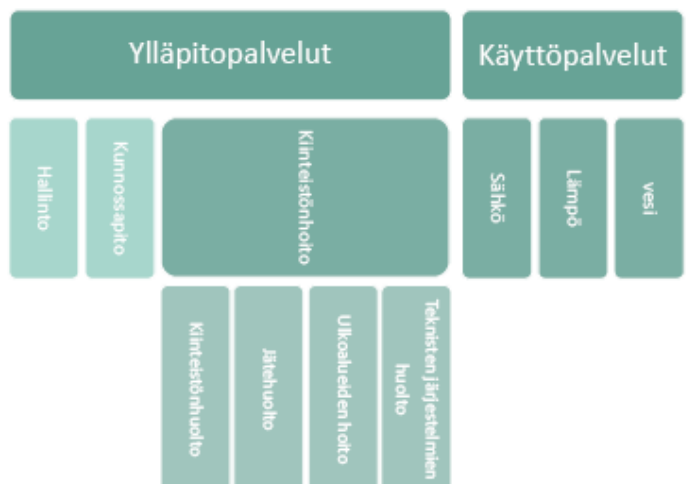 Ylläpitopalvelut
Käyttöpalvelut
Hallinto
Kunnossapito
Kiinteistönhoito
Sähkö
Lämpö
vesi
Kiinteistönhuolto
Jätehuolto
Ulkoalueiden hoito
Teknisten järjestelmien
huolto